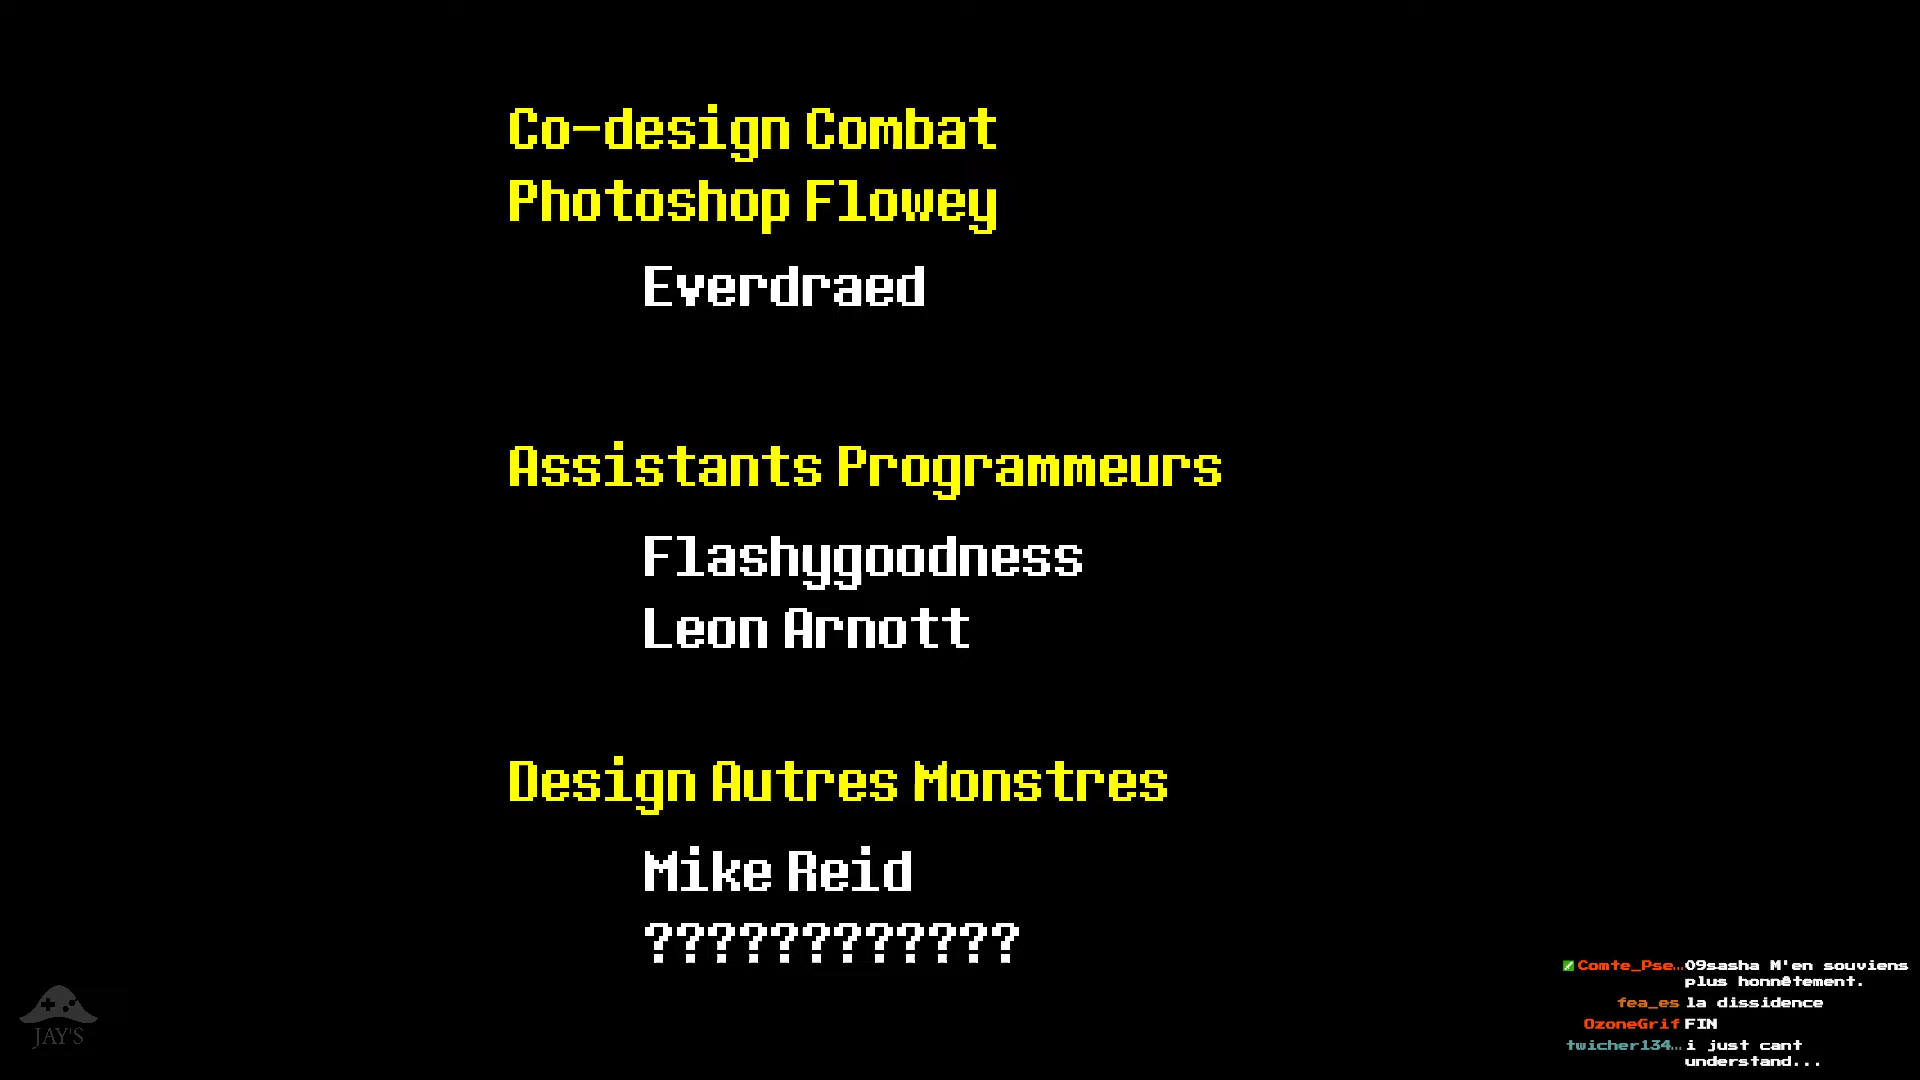 Co-design Combat
Photoshop Flowey
Everdraed
Assistants Programmeurs
Flashygoodness
Leon Arnott
Design Autres Monstres
Mike Reid
????????????
Comte_Pse… 09sasha M'en souviens
plus honnêtement.
fea_es la dissidence
OzoneGrif FIN
twicher134… i just cant
understand...
JAY'S